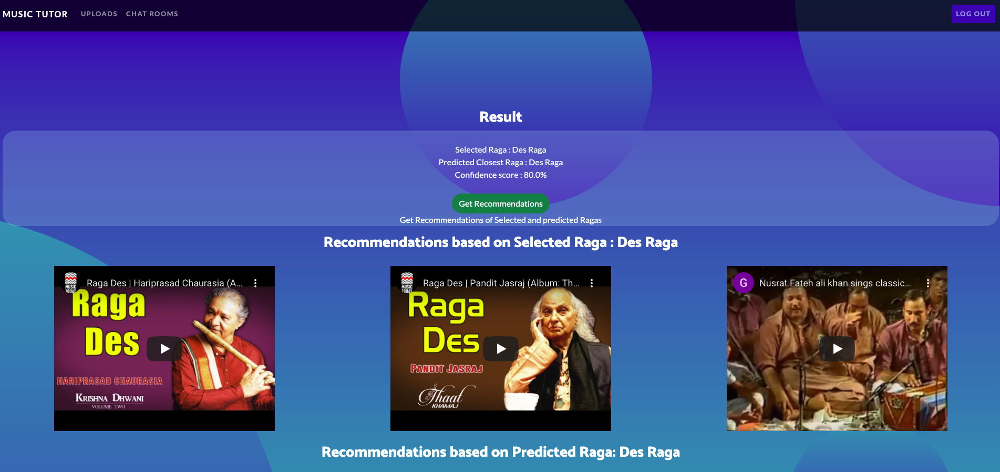 MUSIC TUTOR UPLOADS CHAT ROOMS LOG OUT
Result
Selected Raga : Des Raga
Predicted Closest Raga : Des Raga
Confidence score : 80.0%
Get Recommendations
Get Recommendations of Selected and predicted Ragas
Recommendations based on Selected Raga : Des Raga
MUSIC
TODAY
Raga Des | Hariprasad Chaurasia (A...
Raga
Des
HARIPRASAD CHAURASIA
KRISHNA DHWANI
VOLUME TWO
MUSIC
TODAY
Raga Des | Pandit Jasraj (Album: Th...
Raga
Des
PANDIT JASRAJ
Thaat
KHAMAJ
G
Nusrat Fateh ali khan sings classic...
Recommendations based on Predicted Raga: Des Raga